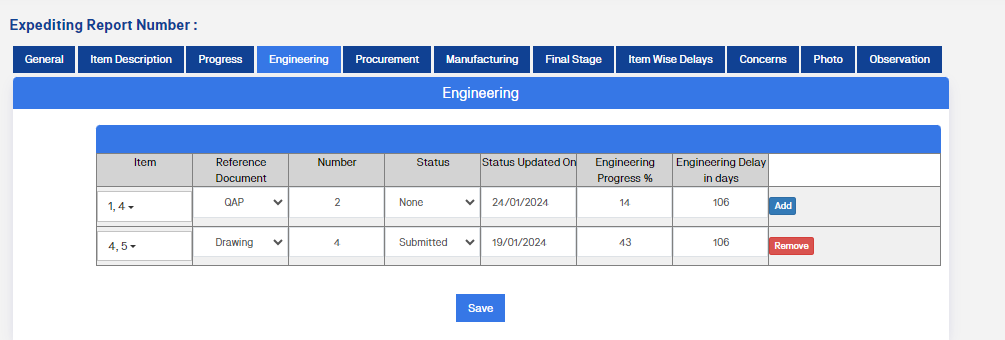 Expediting Report Number :
General Item Description Progress Engineering Procurement Manufacturing Final Stage Item Wise Delays Concerns Photo Observation
Engineering
Item Reference Number Status Status Updated On Engineering Engineering Delay
Document Progress % in days
1, 4 QAP 2 None 24/01/2024 14 106 Add
4, 5 Drawing 4 Submitted 19/01/2024 43 106 Remove
Save